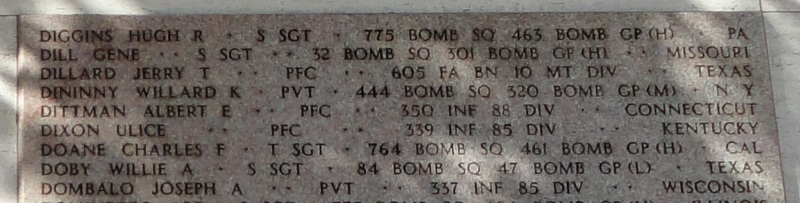 DIGGINS HUGH R · S SGT · 775 BOMB SQ 463 BOMB GP (H) · PA
DILL GENE · · S SGT · · 32 BOMB SQ 301 BOMB GP (H) · · MISSOURI
DILLARD JERRY T · · PFC · · 605 FA BN 10 MT DIV · · TEXAS
DININNY WILLARD K · PVT · 444 BOMB SQ 320 BOMB GP (M) · N Y
DITTMAN ALBERT E · · PFC · · 350 INF 88 DIV · · CONNECTICUT
DIXON ULICE · · PFC · · 339 INF 85 DIV · · KENTUCKY
DOANE CHARLES F · T SGT · 764 BOMB SQ 461 BOMB GP (H) · CAL
DOBY WILLIE A · S SGT · 84 BOMB SQ 47 BOMB GP (L) · TEXAS
DOMBALO JOSEPH A · · PVT · · 337 INF 85 DIV · · WISCONSIN